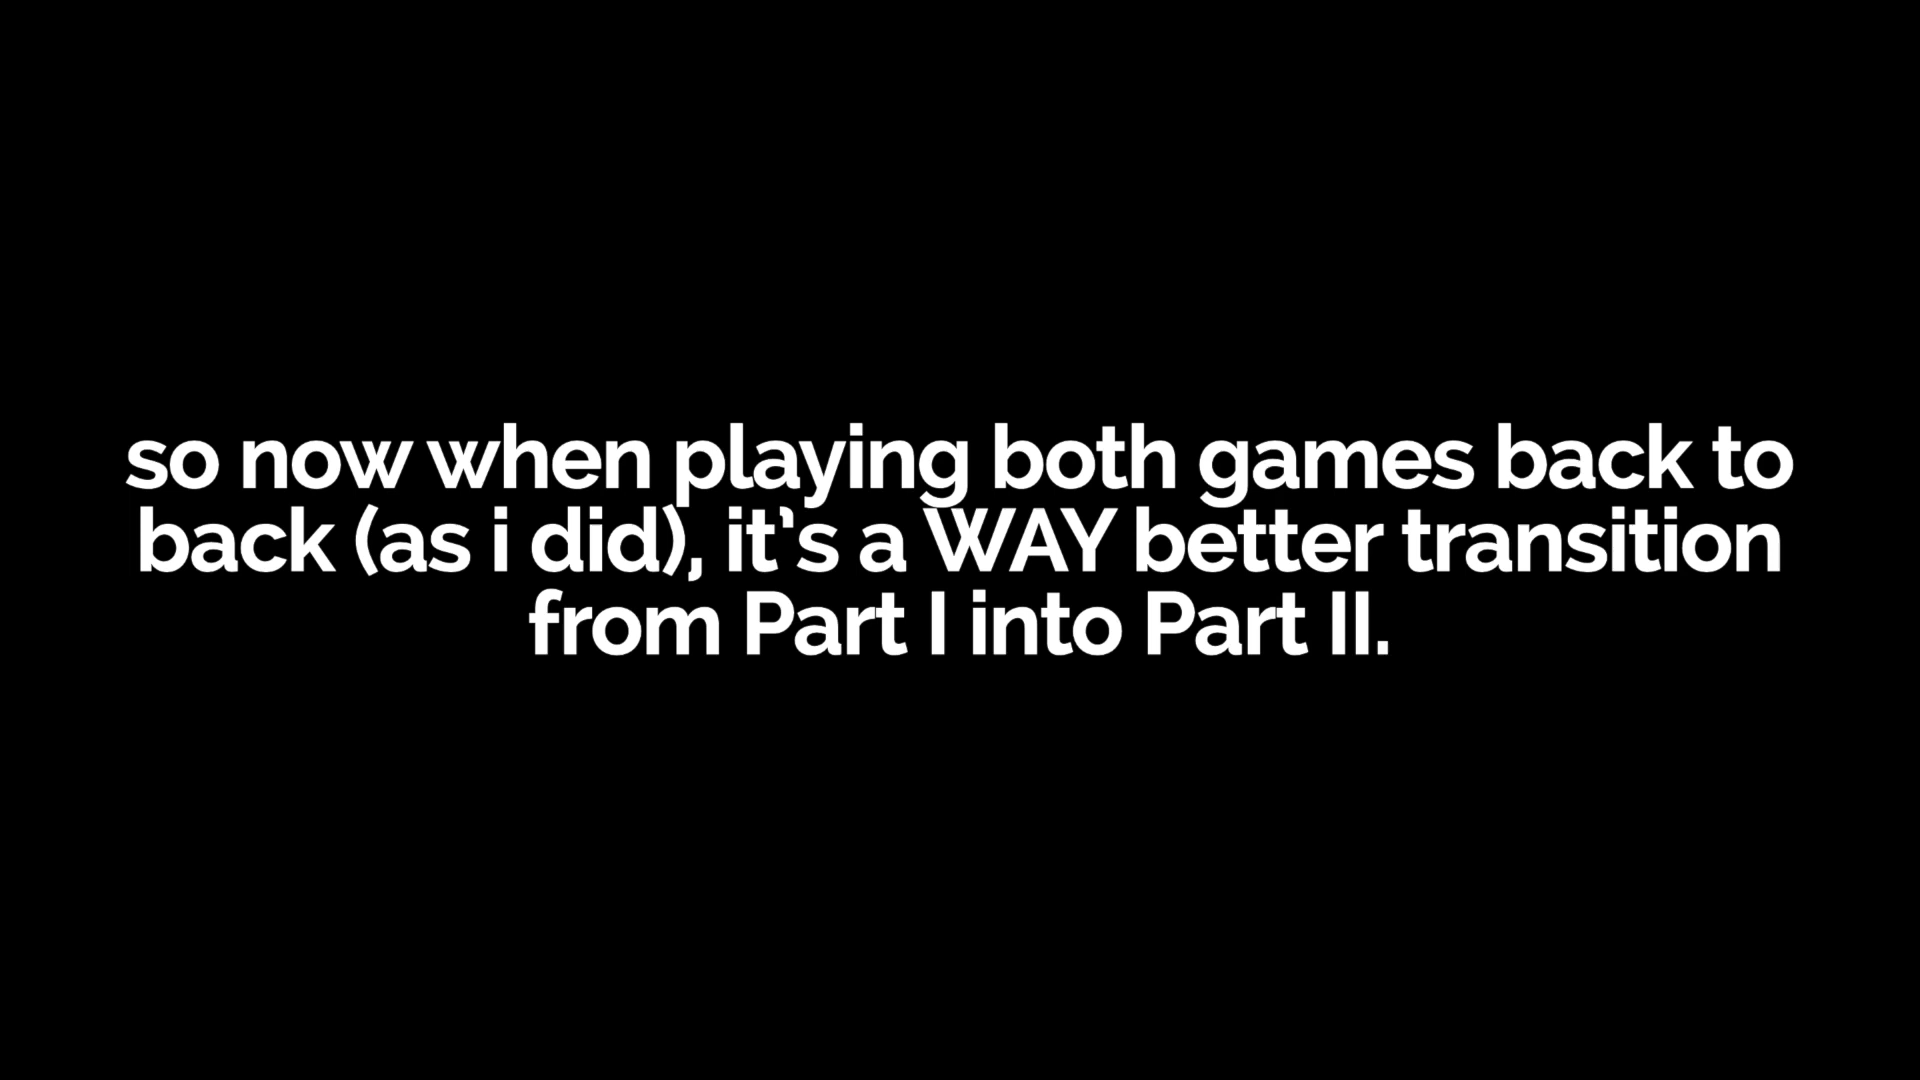 so now when playing both games back to
back (as i did), it's a WAY better transition
from Part I into Part II.